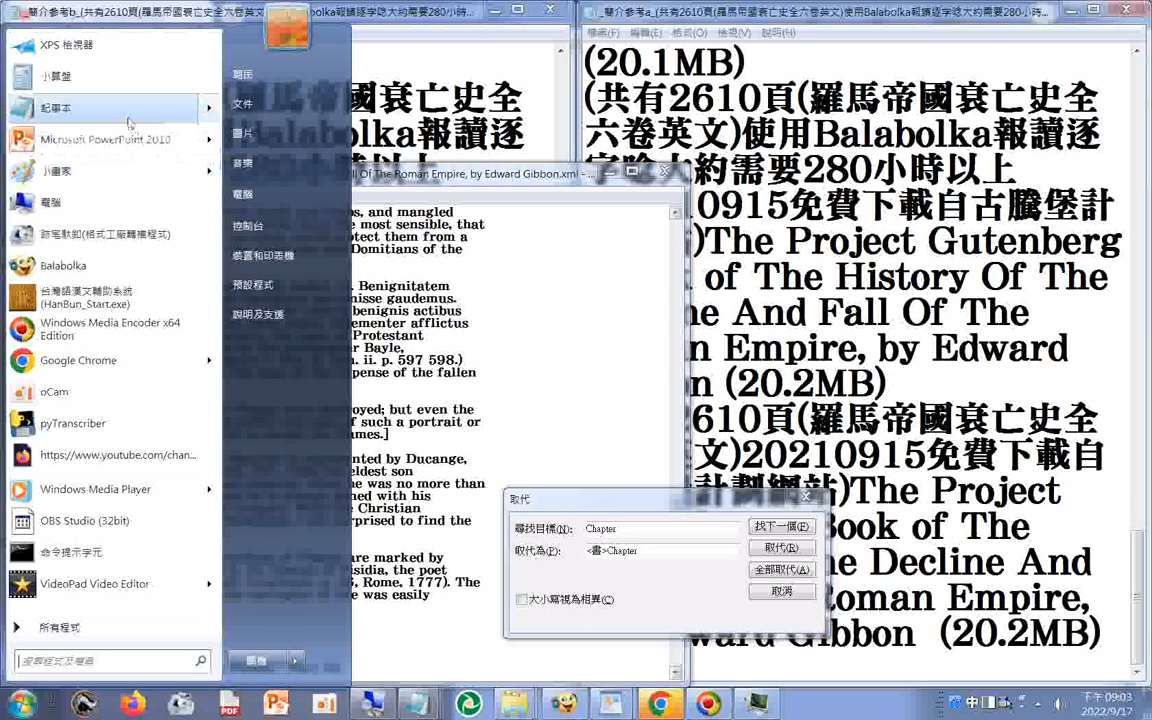 _簡介參考b_(共有2610頁(羅馬帝國衰亡史全六卷英文)使用Balabolka報讀逐字唸大約需要280小時...
_簡介參考a_(共有2610頁(羅馬帝國衰亡史全六卷英文)使用Balabolka報讀逐字唸大約需要280小時...
檔案(F) 編輯(E) 格式(O) 檢視(V) 說明(H)
XPS 檢視器
小算盤
記事本
Microsoft PowerPoint 2010
小畫家
電腦
Balabolka
台灣語漢文輔助系統
(HanBun_Start.exe)
Windows Media Encoder x64
Edition
Google Chrome
oCam
pyTranscriber
https://www.youtube.com/chan...
Windows Media Player
OBS Studio (32bit)
命令提示字元
VideoPad Video Editor
所有程式
搜尋程式及檔案
文件
圖片
音樂
電腦
控制台
裝置和印表機
預設程式
說明及支援
關機
國衰亡史全
Balabolka報讀逐
ll Of The Roman Empire, by Edward Gibbon.xml - ...
ps, and mangled
e most sensible, that
otect them from a
Domitians of the
. Benignitatem
nisse gaudemus.
benignis actibus
ementer afflictus
Protestant
r Bayle,
u. ii. p. 597 598.)
pense of the fallen
oyed; but even the
f such a portrait or
ames.]
nted by Ducange,
eldest son
he was no more than
ned with his
e Christian
rprised to find the
are marked by
isidia, the poet
S, Rome, 1777). The
e was easily
(20.1MB)
(共有2610頁(羅馬帝國衰亡史全
六卷英文)使用Balabolka報讀逐
字唸大約需要280小時以上
0915免費下載自古騰堡計
)The Project Gutenberg
of The History Of The
ne And Fall Of The
n Empire, by Edward
n (20.2MB)
610頁(羅馬帝國衰亡史全
文)20210915免費下載自
計劃網站)The Project
Book of The
he Decline And
oman Empire,
ward Gibbon (20.2MB)
取代
尋找目標(N): Chapter
取代為(P): <書>Chapter
大小寫視為相異(C)
找下一個(F)
取代(R)
全部取代(A)
取消
下午 09:03
2022/9/17